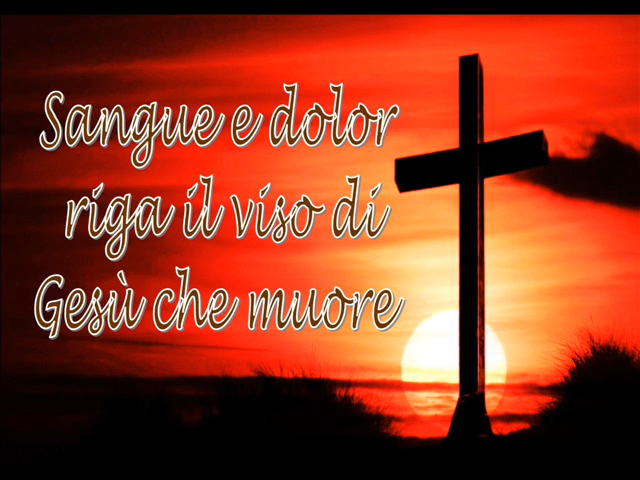 Sangue e dolor
riga il viso di
Gesù che muore